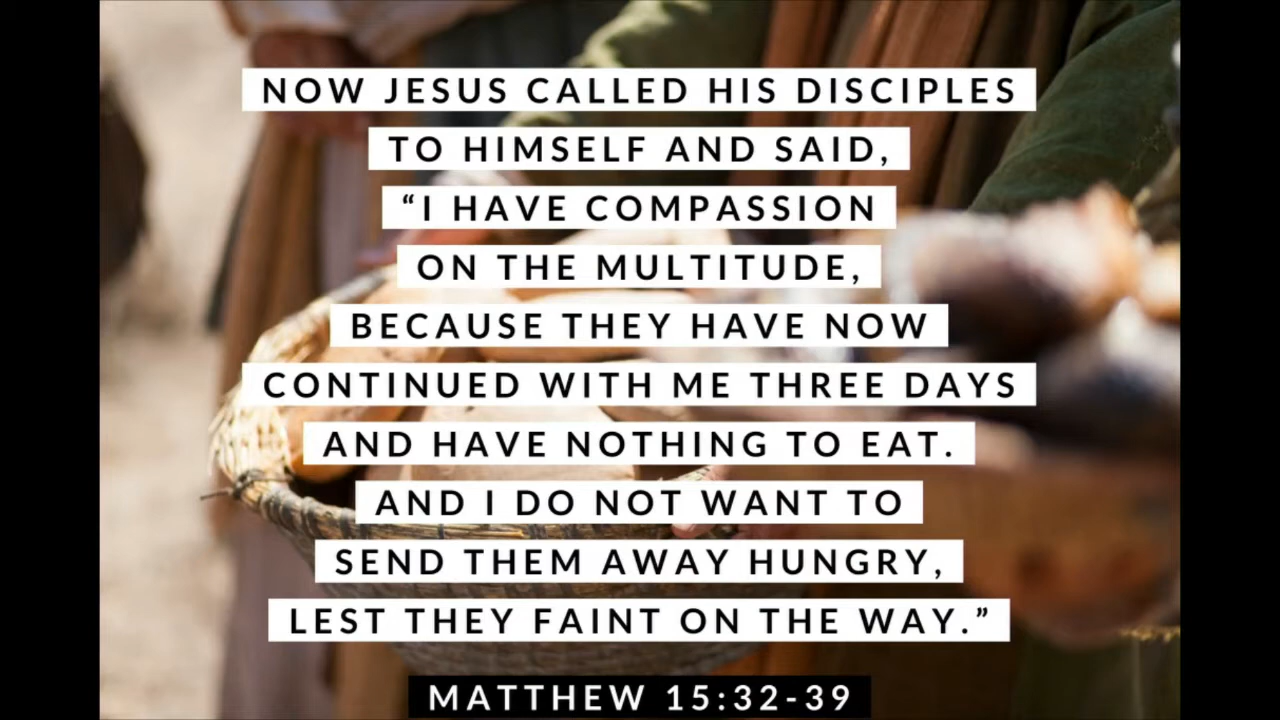 NOW JESUS CALLED HIS DISCIPLES
TO HIMSELF AND SAID,
“I HAVE COMPASSION
ON THE MULTITUDE,
BECAUSE THEY HAVE NOW
CONTINUED WITH ME THREE DAYS
AND HAVE NOTHING TO EAT.
AND I DO NOT WANT TO
SEND THEM AWAY HUNGRY,
LEST THEY FAINT ON THE WAY.”
MATTHEW 15:32-39